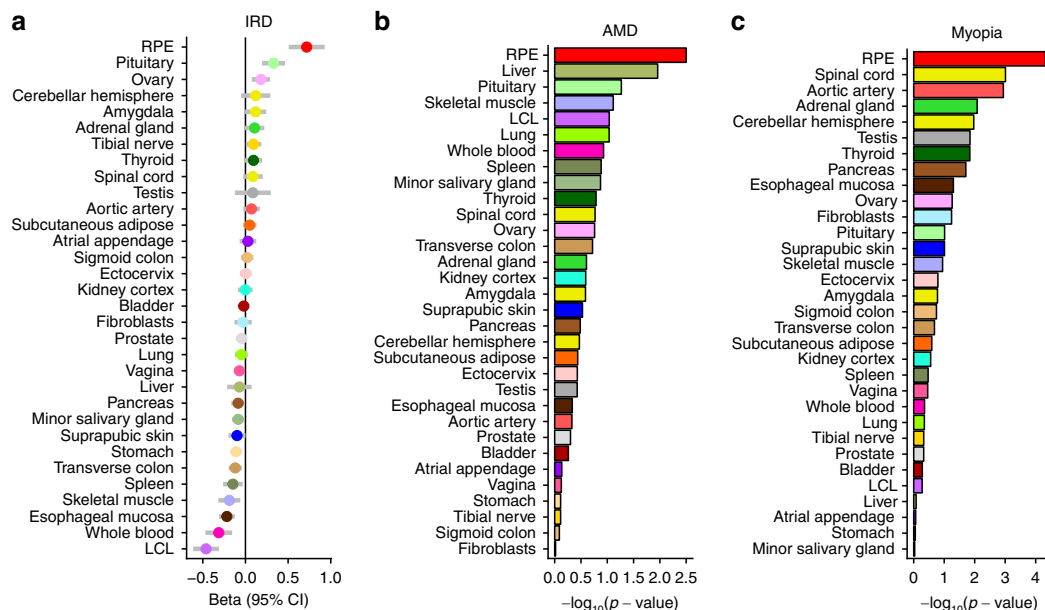 a
IRD
RPE
Pituitary
Ovary
Cerebellar hemisphere
Amygdala
Adrenal gland
Tibial nerve
Thyroid
Spinal cord
Testis
Aortic artery
Subcutaneous adipose
Atrial appendage
Sigmoid colon
Ectocervix
Kidney cortex
Bladder
Fibroblasts
Prostate
Lung
Vagina
Liver
Pancreas
Minor salivary gland
Suprapubic skin
Stomach
Transverse colon
Spleen
Skeletal muscle
Esophageal mucosa
Whole blood
LCL
−0.5 0.0 0.5 1.0
Beta (95% CI)
b
AMD
RPE
Liver
Pituitary
Skeletal muscle
LCL
Lung
Whole blood
Spleen
Minor salivary gland
Thyroid
Spinal cord
Ovary
Transverse colon
Adrenal gland
Kidney cortex
Amygdala
Suprapubic skin
Pancreas
Cerebellar hemisphere
Subcutaneous adipose
Ectocervix
Testis
Esophageal mucosa
Aortic artery
Prostate
Bladder
Atrial appendage
Vagina
Stomach
Tibial nerve
Sigmoid colon
Fibroblasts
0.0 0.5 1.0 1.5 2.0 2.5
−log10(p − value)
c
Myopia
RPE
Spinal cord
Aortic artery
Adrenal gland
Cerebellar hemisphere
Testis
Thyroid
Pancreas
Esophageal mucosa
Ovary
Fibroblasts
Pituitary
Suprapubic skin
Skeletal muscle
Ectocervix
Amygdala
Sigmoid colon
Transverse colon
Subcutaneous adipose
Kidney cortex
Spleen
Vagina
Whole blood
Lung
Tibial nerve
Prostate
Bladder
LCL
Liver
Atrial appendage
Stomach
Minor salivary gland
0 1 2 3 4
−log10(p − value)